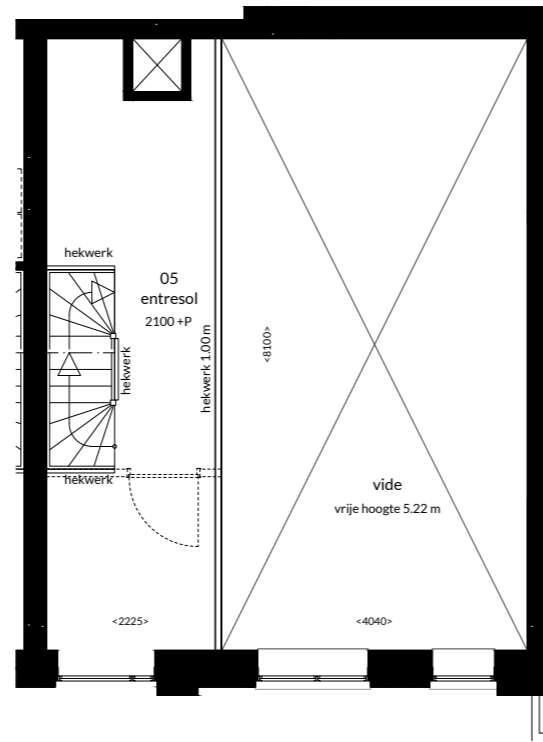 hekwerk
05
entresol
2100 +P
hekwerk 1.00 m
<8100>
hekwerk
hekwerk
vide
vrije hoogte 5.22 m
<2225>
<4040>